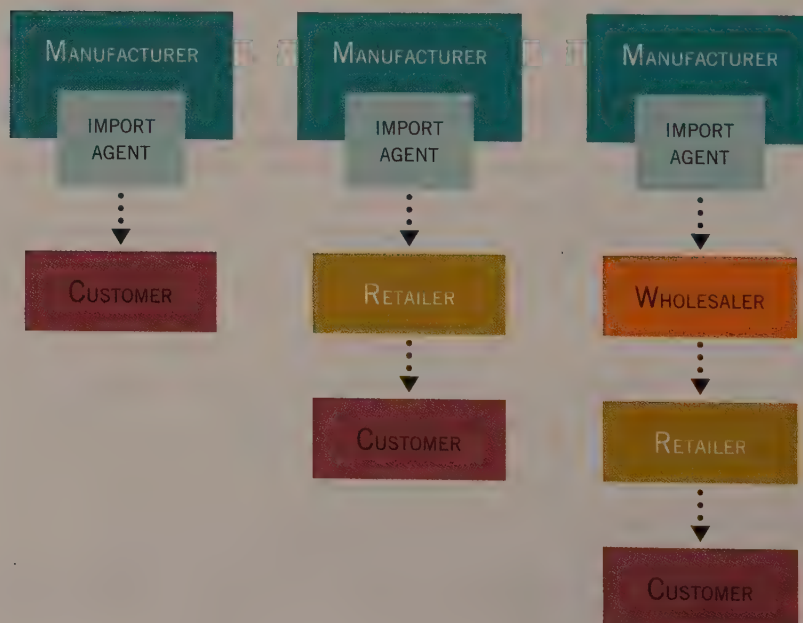 MANUFACTURER
IMPORT
AGENT
CUSTOMER
MANUFACTURER
IMPORT
AGENT
RETAILER
CUSTOMER
MANUFACTURER
IMPORT
AGENT
WHOLESALER
RETAILER
CUSTOMER